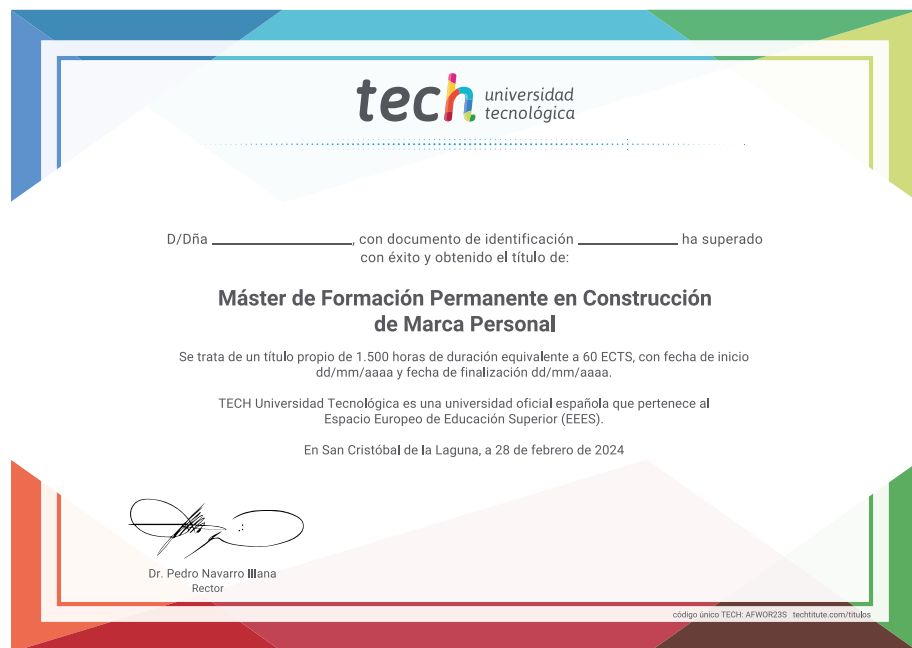 tech universidad
tecnológica
D/Dña ____________________, con documento de identificación ______________ ha superado
con éxito y obtenido el título de:
Máster de Formación Permanente en Construcción
de Marca Personal
Se trata de un título propio de 1.500 horas de duración equivalente a 60 ECTS, con fecha de inicio
dd/mm/aaaa y fecha de finalización dd/mm/aaaa.
TECH Universidad Tecnológica es una universidad oficial española que pertenece al
Espacio Europeo de Educación Superior (EEES).
En San Cristóbal de la Laguna, a 28 de febrero de 2024
Dr. Pedro Navarro Illana
Rector
código único TECH: AFWOR23S techtitute.com/titulos